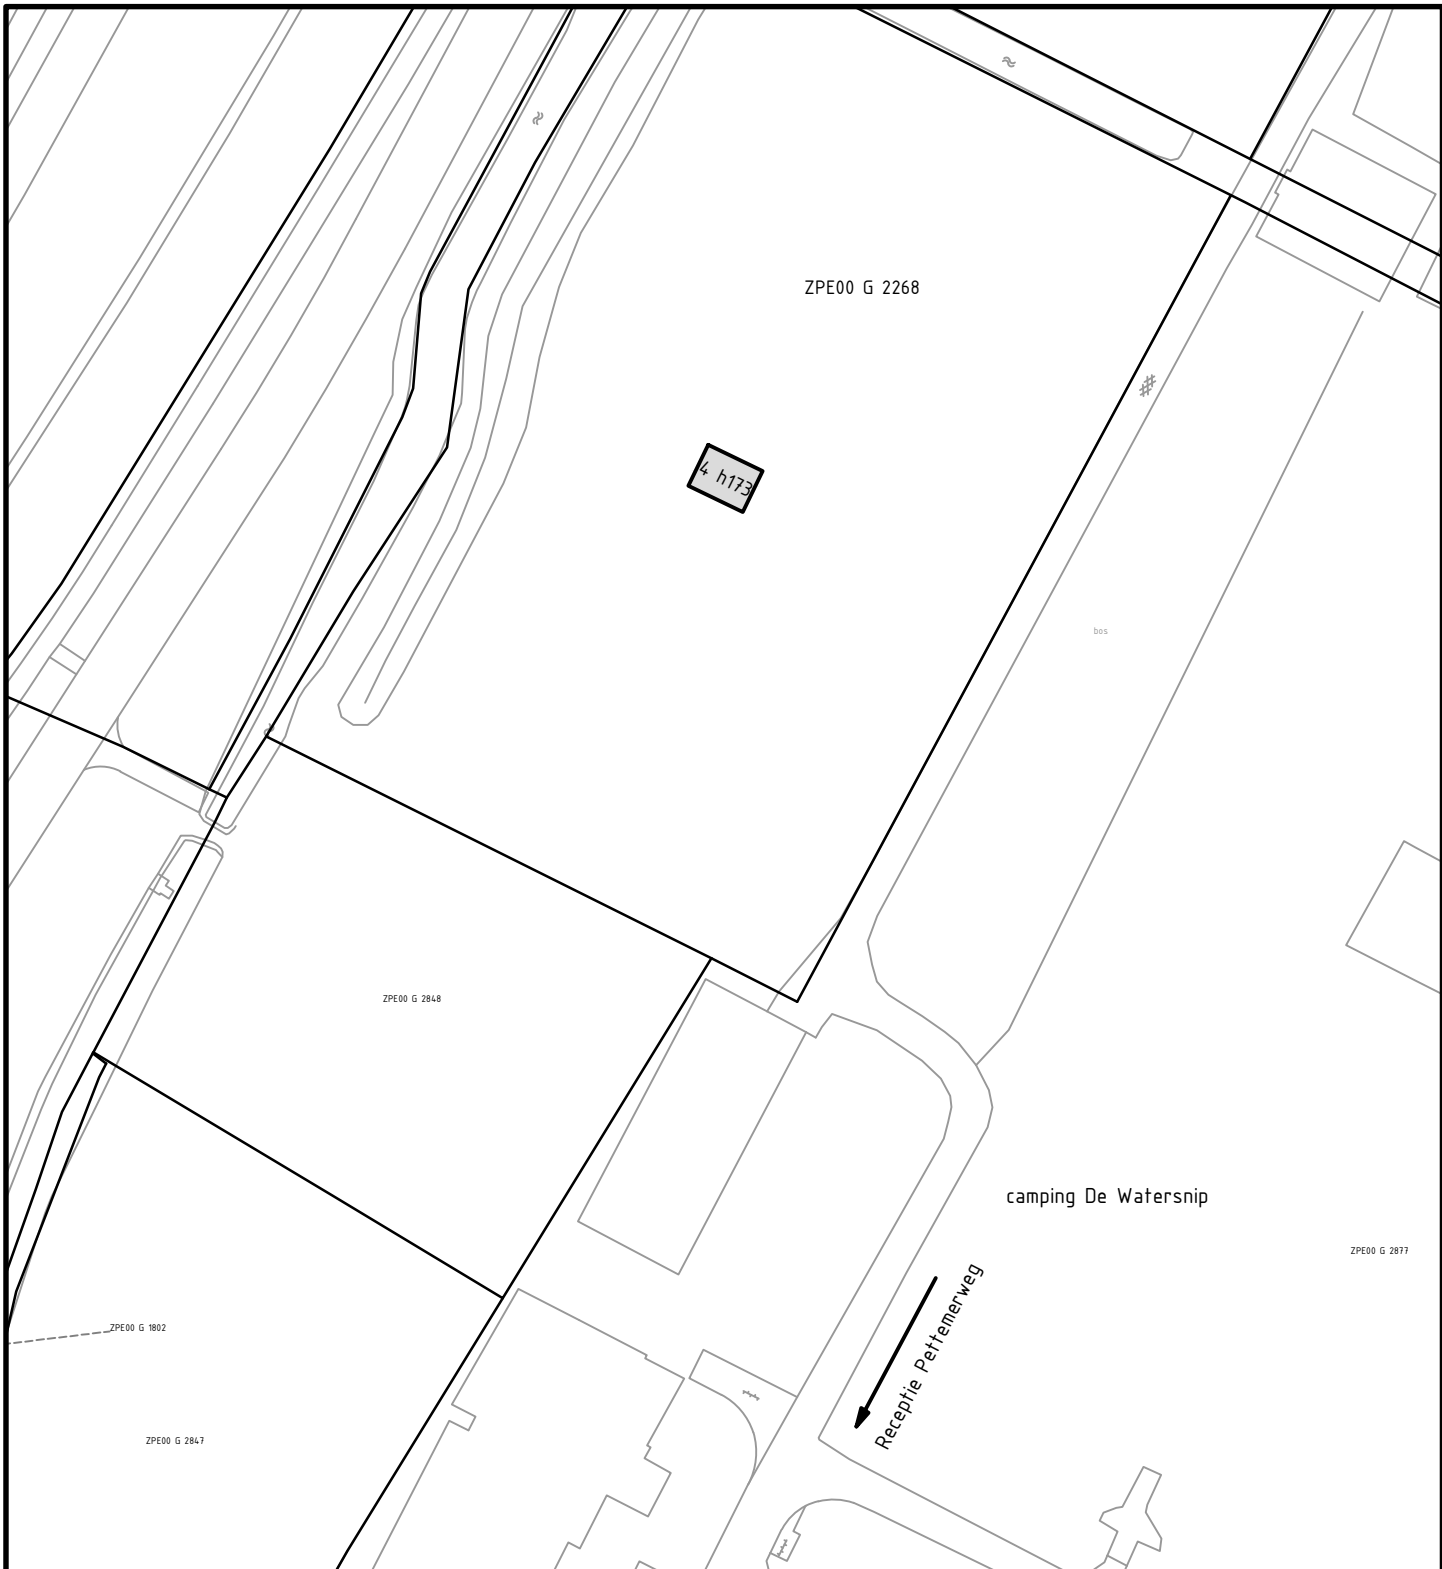 ZPE00 G 2268
4 h173
bos
ZPE00 G 2848
camping De Watersnip
ZPE00 G 2877
Receptie Pettemerweg
ZPE00 G 1802
ZPE00 G 2847